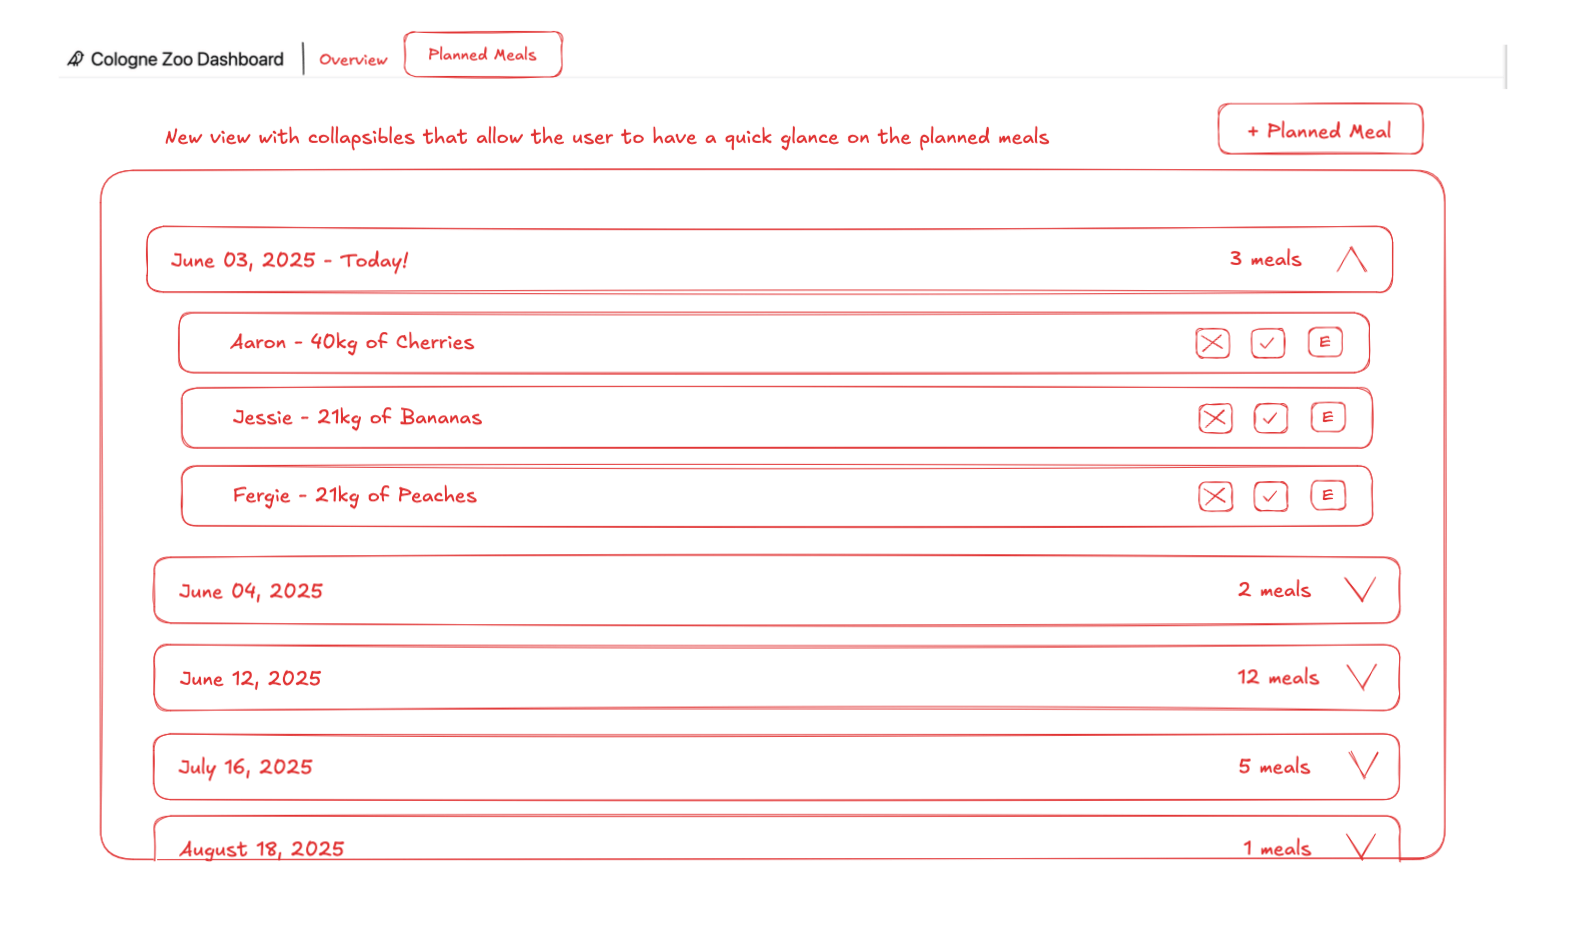 Cologne Zoo Dashboard Overview Planned Meals
New view with collapsibles that allow the user to have a quick glance on the planned meals
+ Planned Meal
June 03, 2025 - Today! 3 meals
Aaron - 40kg of Cherries E
Jessie - 21kg of Bananas E
Fergie - 21kg of Peaches E
June 04, 2025 2 meals
June 12, 2025 12 meals
July 16, 2025 5 meals
August 18, 2025 1 meals